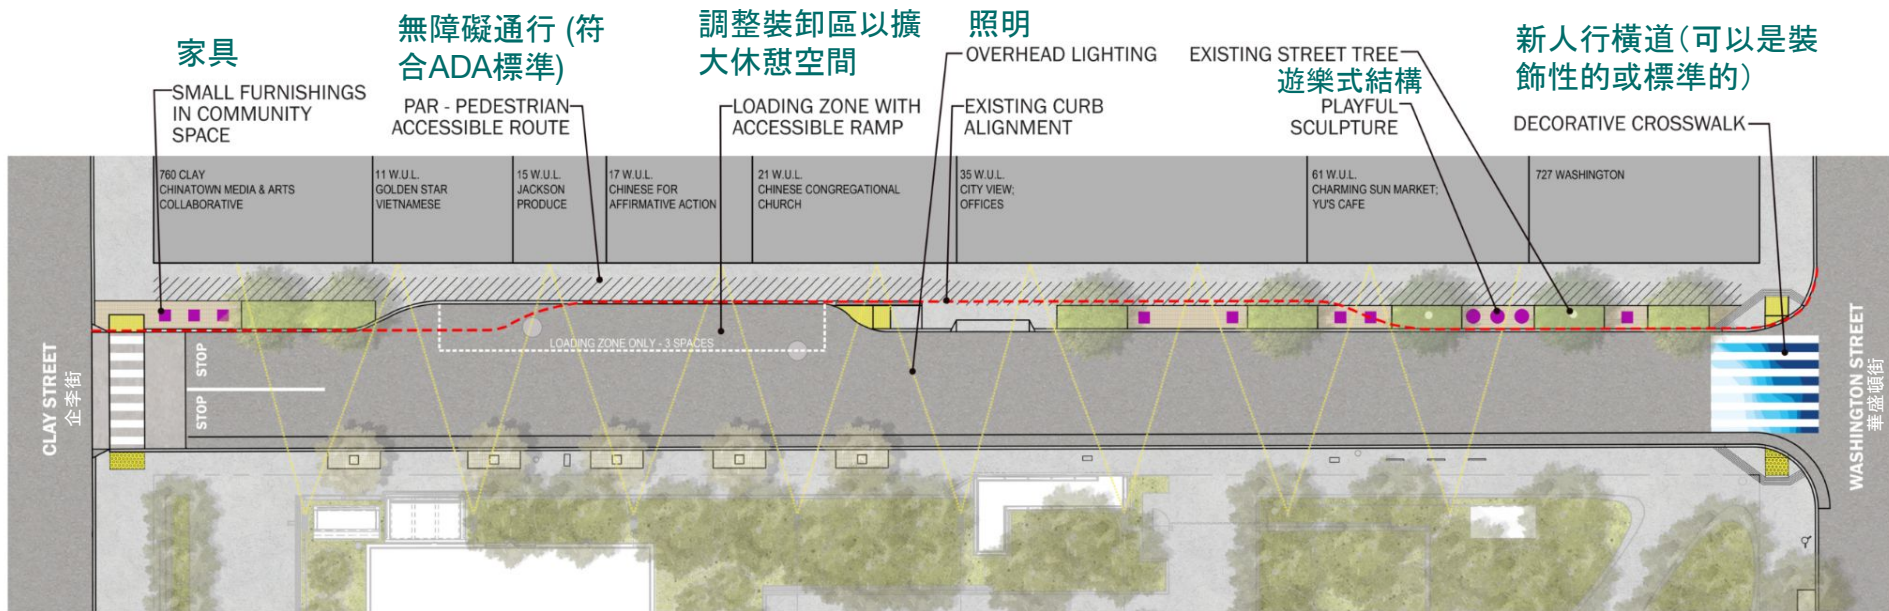 家具
無障礙通行 (符
合ADA標準)
調整裝卸區以擴
大休憩空間
照明
新人行橫道（可以是裝
飾性的或標準的）
遊樂式結構
SMALL FURNISHINGS
IN COMMUNITY
SPACE
PAR - PEDESTRIAN
ACCESSIBLE ROUTE
LOADING ZONE WITH
ACCESSIBLE RAMP
OVERHEAD LIGHTING
EXISTING CURB
ALIGNMENT
EXISTING STREET TREE
PLAYFUL
SCULPTURE
DECORATIVE CROSSWALK
760 CLAY
CHINATOWN MEDIA & ARTS
COLLABORATIVE
11 W.U.L.
GOLDEN STAR
VIETNAMESE
15 W.U.L.
JACKSON
PRODUCE
17 W.U.L.
CHINESE FOR
AFFIRMATIVE ACTION
21 W.U.L.
CHINESE CONGREGATIONAL
CHURCH
35 W.U.L.
CITY VIEW;
OFFICES
61 W.U.L.
CHARMING SUN MARKET;
YU'S CAFE
727 WASHINGTON
LOADING ZONE ONLY - 3 SPACES
STOP
STOP
CLAY STREET
企李街
WASHINGTON STREET
華盛頓街